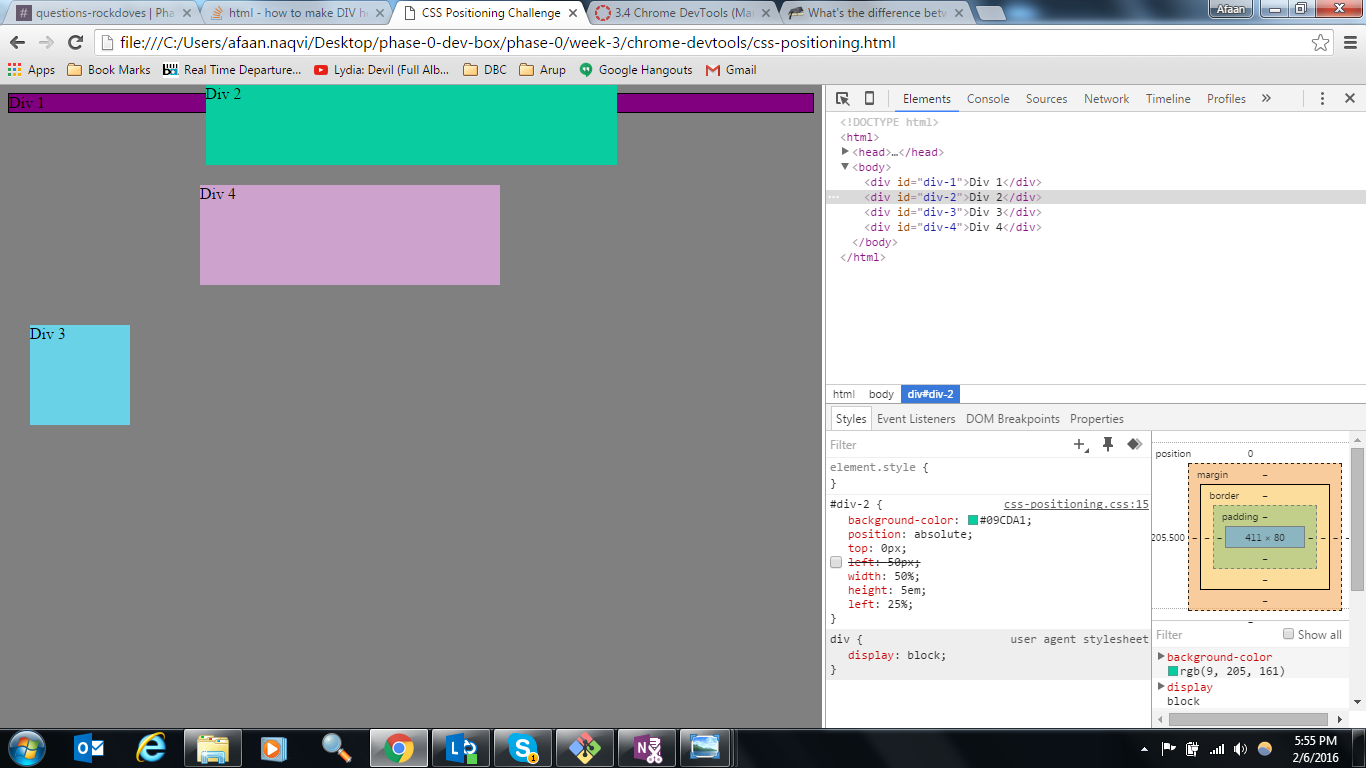 questions-rockdoves | Pha
html - how to make DIV h
CSS Positioning Challenge
3.4 Chrome DevTools (Ma
What's the difference betw
Afaan
file:///C:/Users/afaan.naqvi/Desktop/phase-0-dev-box/phase-0/week-3/chrome-devtools/css-positioning.html
Apps
Book Marks
Real Time Departure...
Lydia: Devil (Full Alb...
DBC
Arup
Google Hangouts
Gmail
Div 1
Div 2
Div 4
Div 3
Elements Console Sources Network Timeline Profiles »
<!DOCTYPE html>
<html>
<head>…</head>
<body>
<div id="div-1">Div 1</div>
<div id="div-2">Div 2</div>
<div id="div-3">Div 3</div>
<div id="div-4">Div 4</div>
</body>
</html>
html body div#div-2
Styles Event Listeners DOM Breakpoints Properties
Filter
element.style {
}
#div-2 { css-positioning.css:15
background-color: #09CDA1;
position: absolute;
top: 0px;
left: 50px;
width: 50%;
height: 5em;
left: 25%;
}
div { user agent stylesheet
display: block;
}
position 0
margin –
border –
padding –
205.500 – – – 411 × 80 – – – –
–
–
–
–
Filter Show all
background-color
rgb(9, 205, 161)
display
block
5:55 PM
2/6/2016